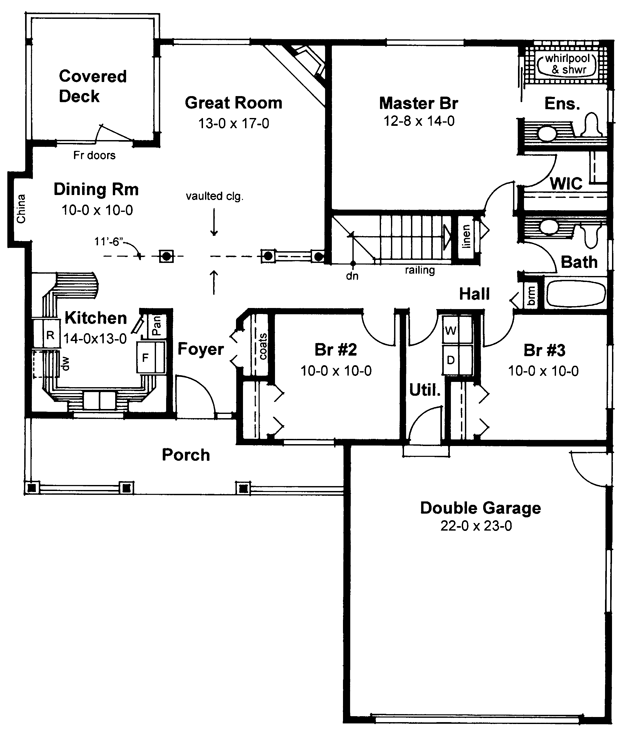 Covered
Deck
Great Room
13-0 x 17-0
Master Br
12-8 x 14-0
whirlpool
& shwr
Ens.
Fr doors
Dining Rm
10-0 x 10-0
China
vaulted clg.
WIC
11'-6"
linen
dn
railing
Bath
Hall
brm
Kitchen
14-0x13-0
R
dw
Pan
F
Foyer
coats
Br #2
10-0 x 10-0
W
D
Util.
Br #3
10-0 x 10-0
Porch
Double Garage
22-0 x 23-0